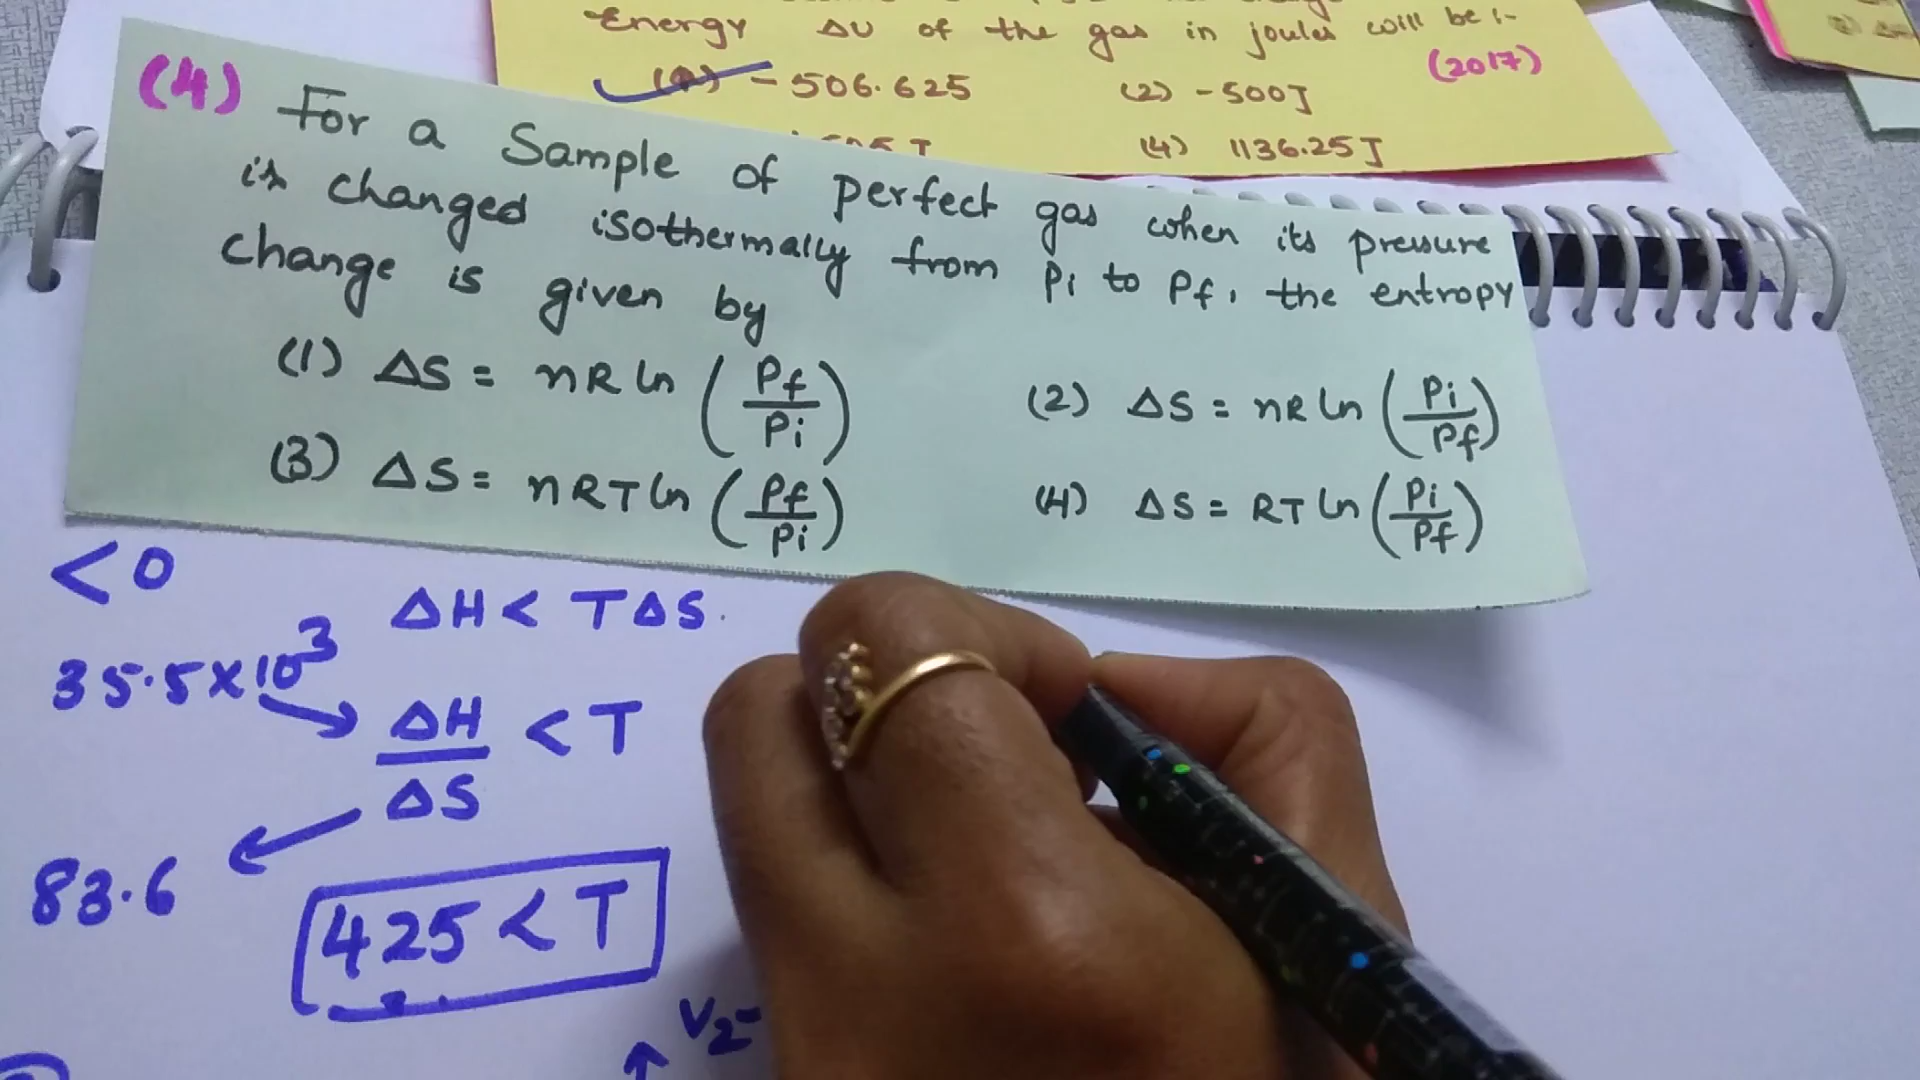 Energy ΔU of the gas in joules will be :-
(1) -506.625 (2) -500J (2017)
(4) 1136.25J
(4) For a Sample of perfect gas when its pressure
is changed isothermally from Pi to Pf, the entropy
change is given by
(1) ΔS = nR ln (Pf/Pi) (2) ΔS = nR ln (Pi/Pf)
(3) ΔS = nRT ln (Pf/Pi) (4) ΔS = RT ln (Pi/Pf)
<0 ΔH < TΔS.
35.5×10³
ΔH/ΔS < T
83.6
425 < T
V2=